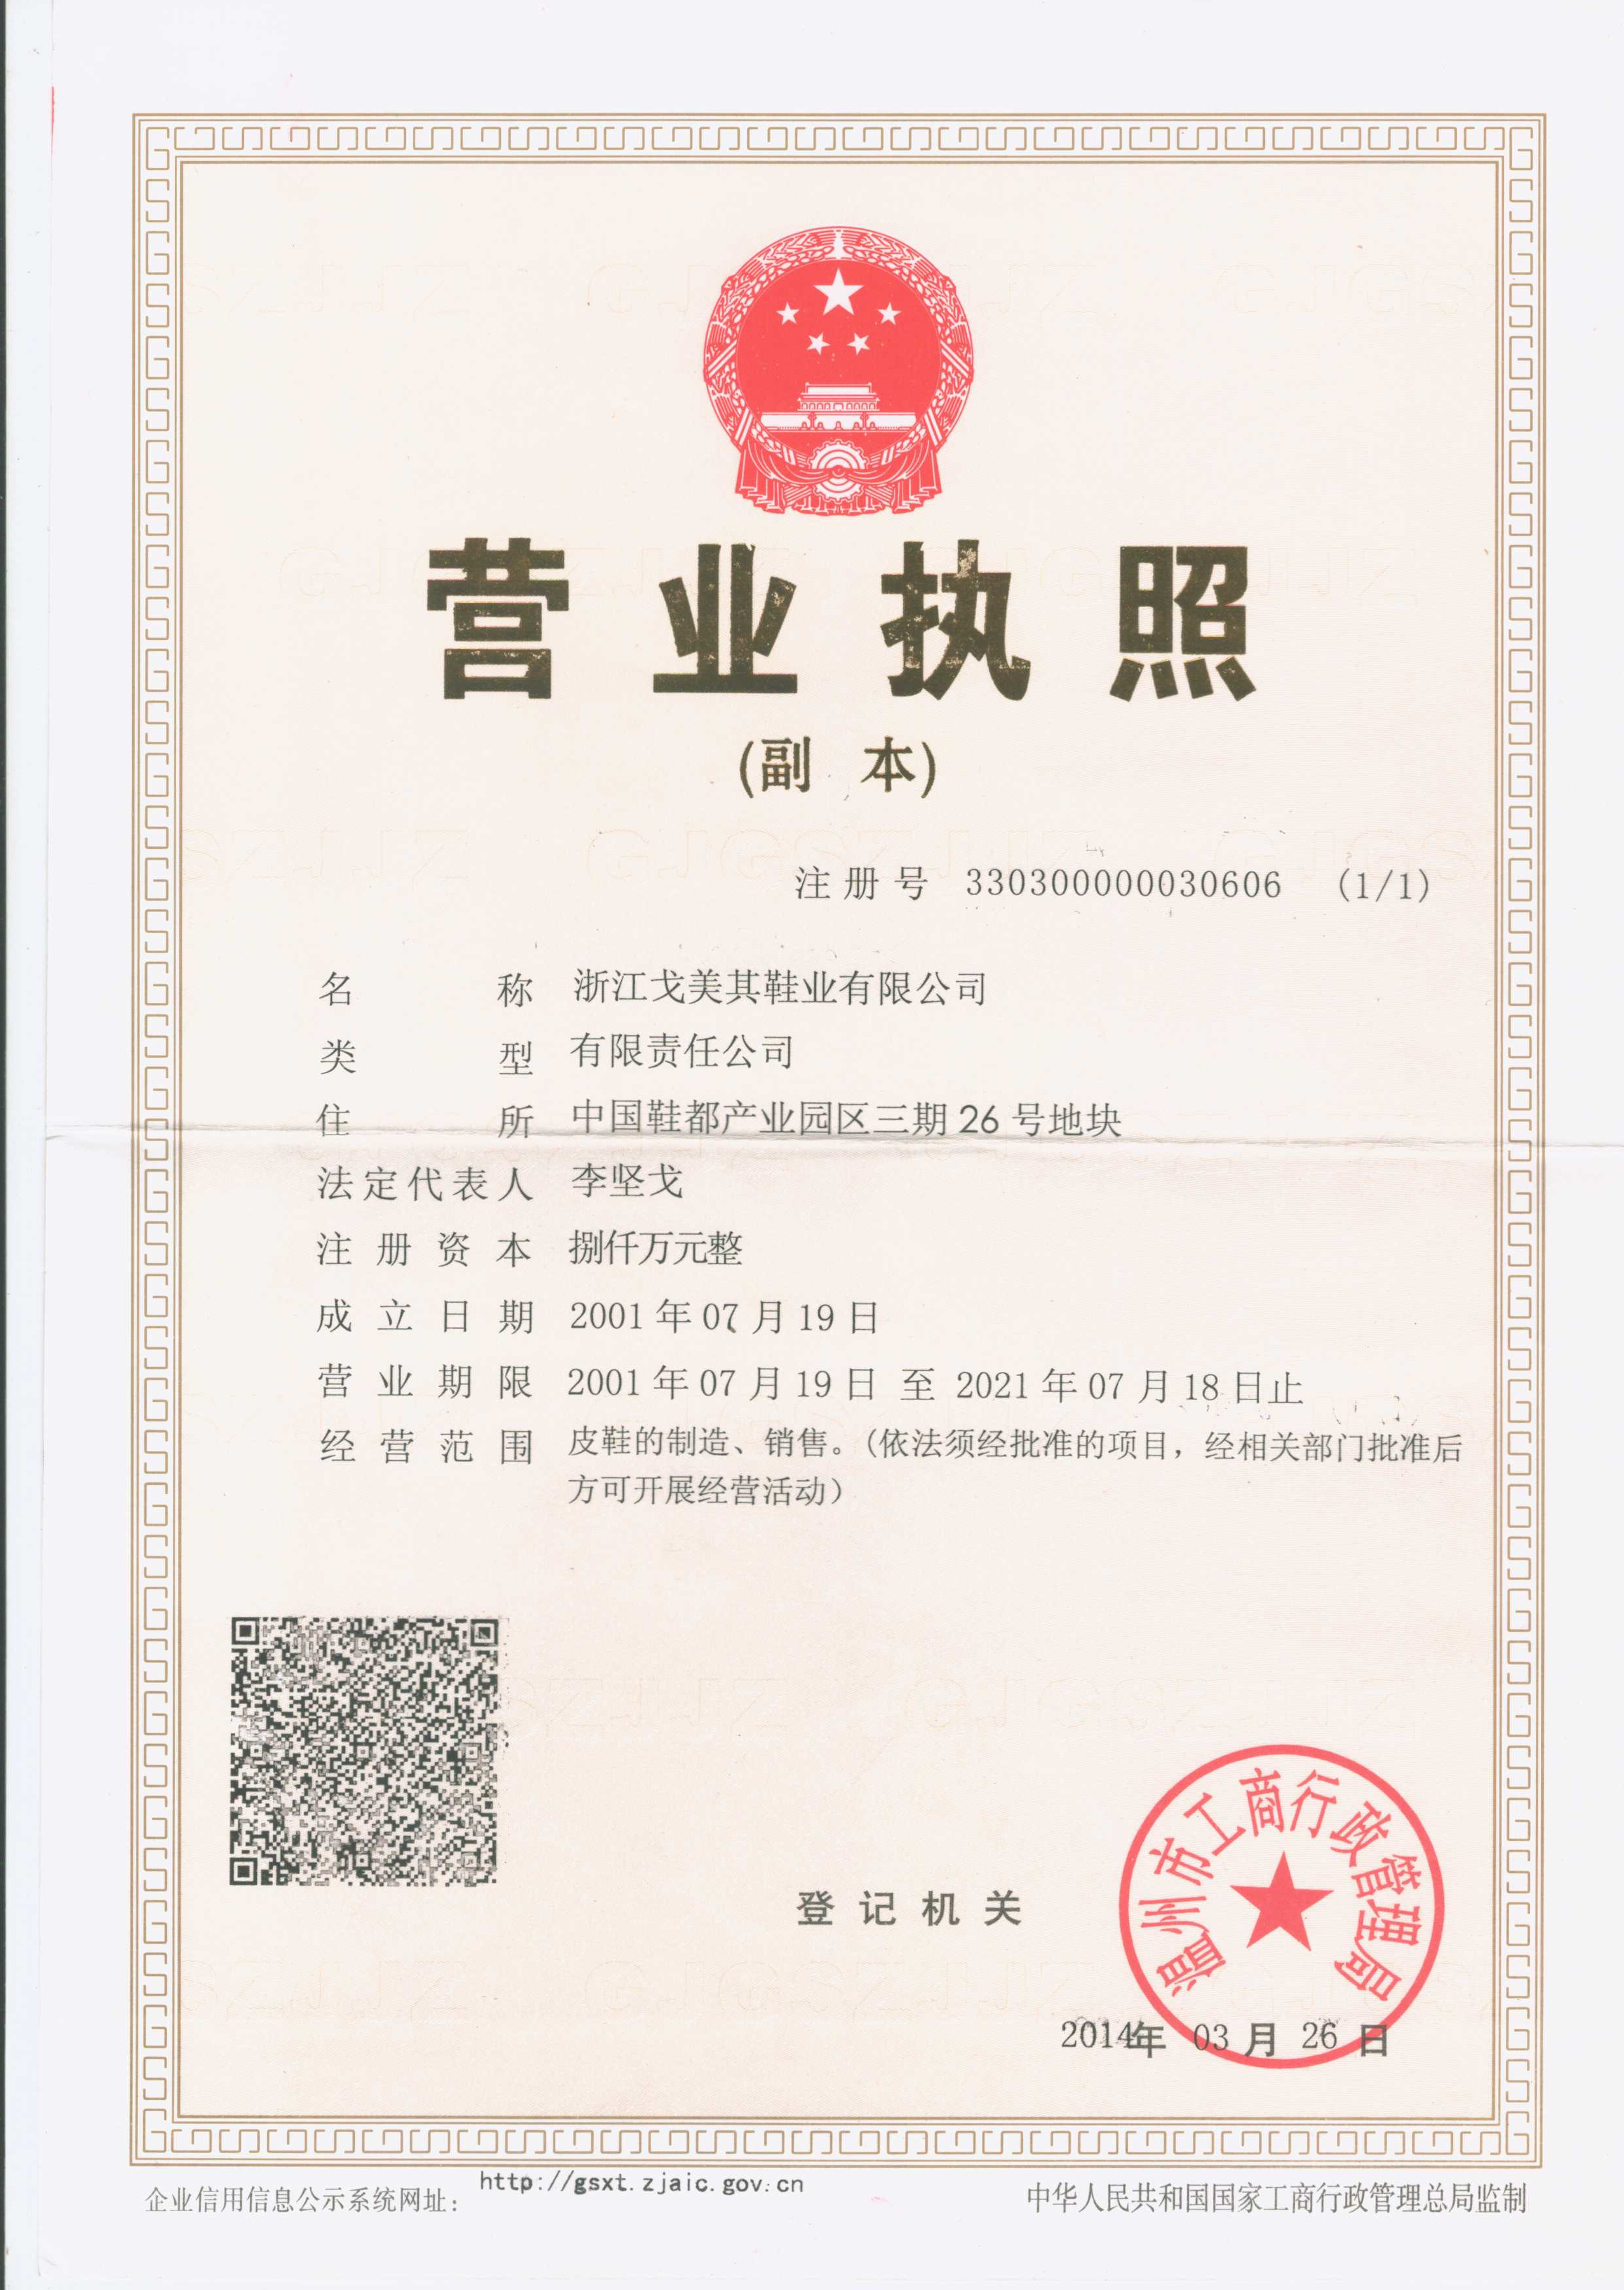 营业执照
(副 本)
注册号 330300000030606 (1/1)
名称 浙江戈美其鞋业有限公司
类型 有限责任公司
住所 中国鞋都产业园区三期26号地块
法定代表人 李坚戈
注册资本 捌仟万元整
成立日期 2001年07月19日
营业期限 2001年07月19日 至 2021年07月18日止
经营范围 皮鞋的制造、销售。(依法须经批准的项目，经相关部门批准后
方可开展经营活动)
登记机关
温州市工商行政管理局
2014年 03月 26日
企业信用信息公示系统网址： http://gsxt.zjaic.gov.cn
中华人民共和国国家工商行政管理总局监制